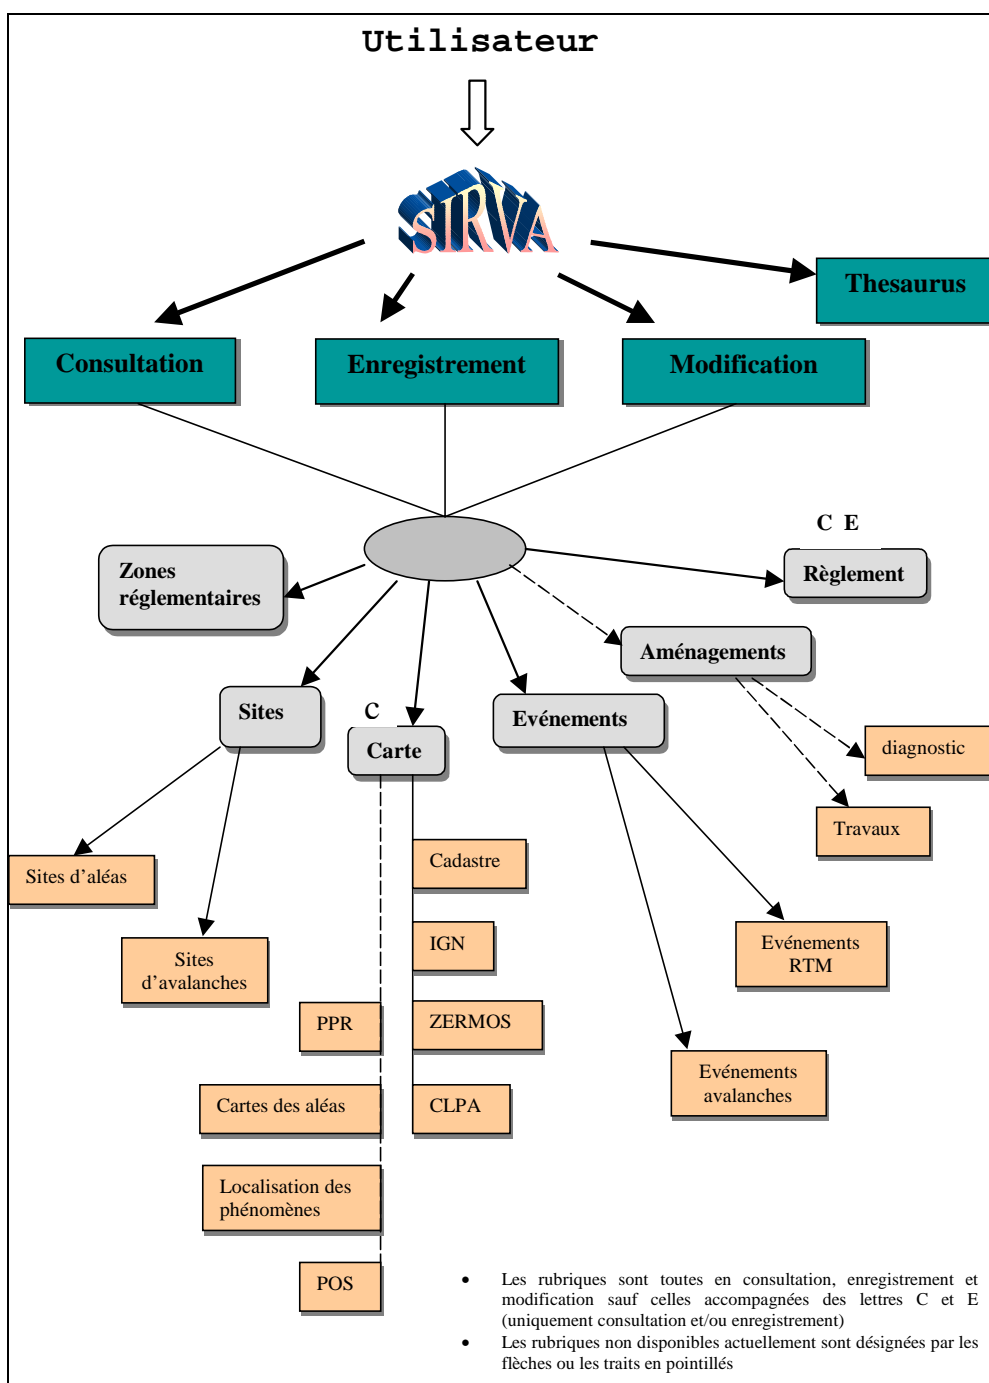 Utilisateur
SIRVA
Thesaurus
Consultation
Enregistrement
Modification
C E
Zones
réglementaires
Règlement
Aménagements
Sites
C
Carte
Evénements
diagnostic
Travaux
Cadastre
Sites d’aléas
IGN
Evénements
RTM
Sites
d’avalanches
PPR
ZERMOS
Evénements
avalanches
Cartes des aléas
CLPA
Localisation des
phénomènes
POS
• Les rubriques sont toutes en consultation, enregistrement et
modification sauf celles accompagnées des lettres C et E
(uniquement consultation et/ou enregistrement)
• Les rubriques non disponibles actuellement sont désignées par les
flèches ou les traits en pointillés